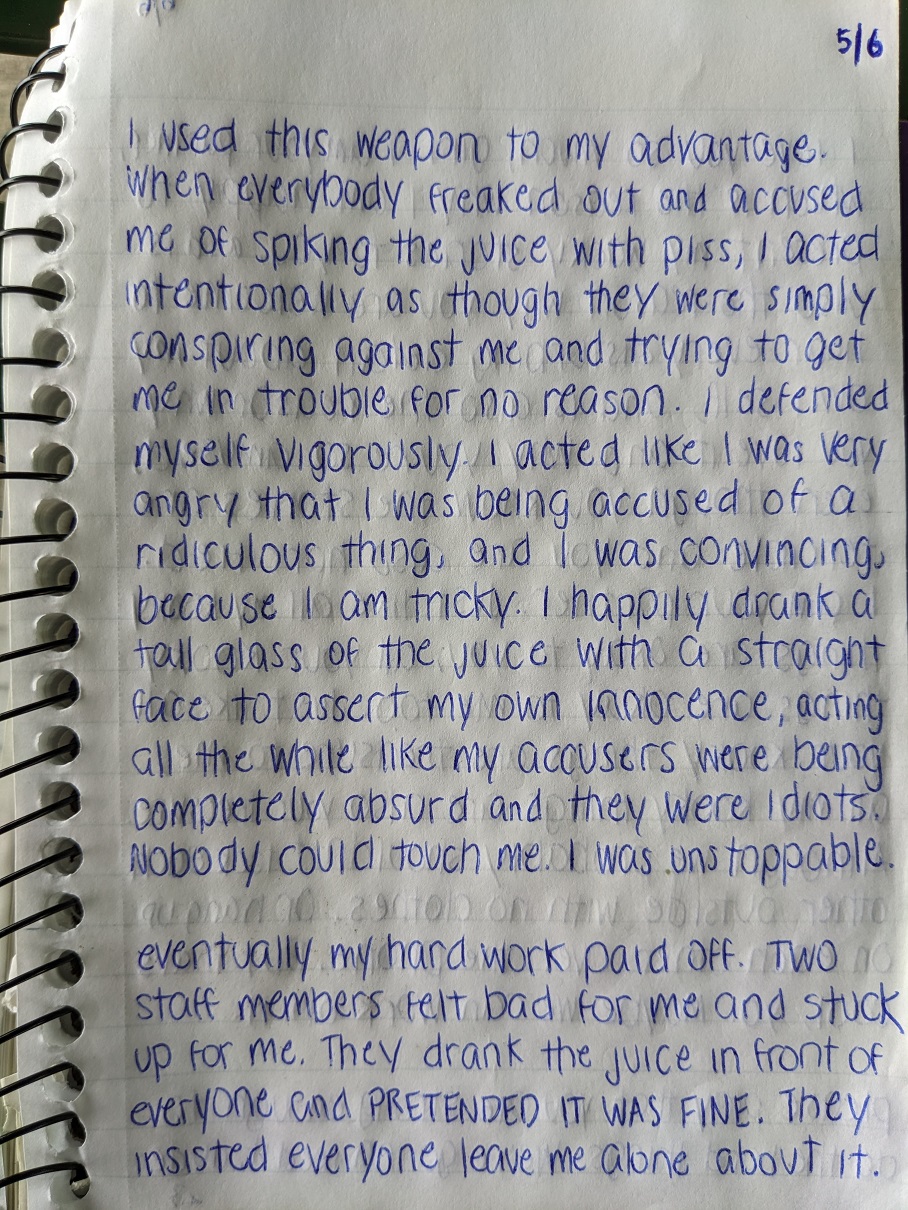 5/6
I used this weapon to my advantage.
When everybody freaked out and accused
me of spiking the juice with piss, I acted
intentionally as though they were simply
conspiring against me and trying to get
me in trouble for no reason. I defended
myself vigorously. I acted like I was very
angry that I was being accused of a
ridiculous thing, and I was convincing,
because I am tricky. I happily drank a
tall glass of the juice with a straight
face to assert my own innocence, acting
all the while like my accusers were being
completely absurd and they were idiots.
Nobody could touch me. I was unstoppable.
eventually my hard work paid off. Two
staff members felt bad for me and stuck
up for me. They drank the juice in front of
everyone and PRETENDED IT WAS FINE. They
insisted everyone leave me alone about it.